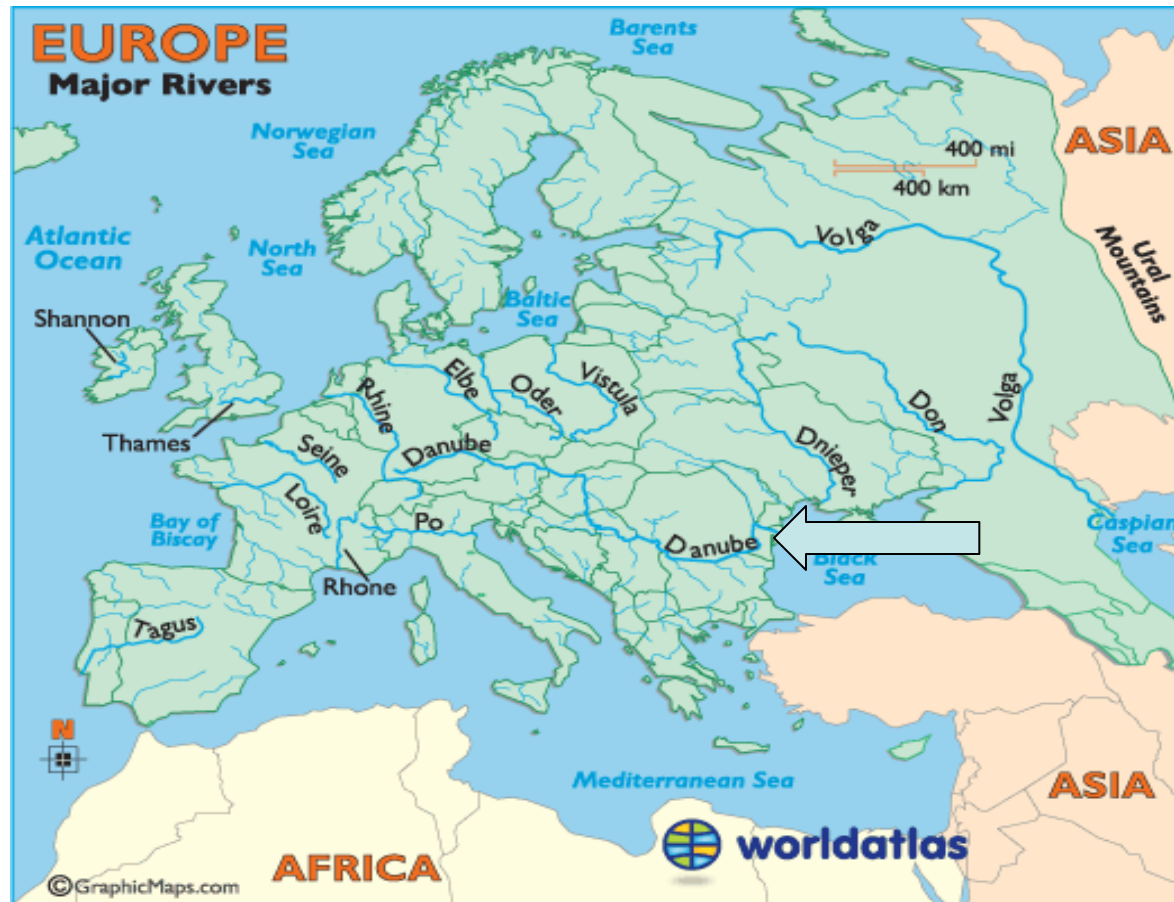 EUROPE
Major Rivers
Barents
Sea
Norwegian
Sea
ASIA
400 mi
400 km
Atlantic
Ocean
North
Sea
Volga
Ural
Mountains
Baltic
Sea
Shannon
Thames
Rhine
Elbe
Oder
Vistula
Don
Volga
Seine
Danube
Dnieper
Loire
Bay of
Biscay
Po
Danube
Caspian
Sea
Black
Sea
Rhone
Tagus
N
Mediterranean Sea
ASIA
worldatlas
AFRICA
©GraphicMaps.com